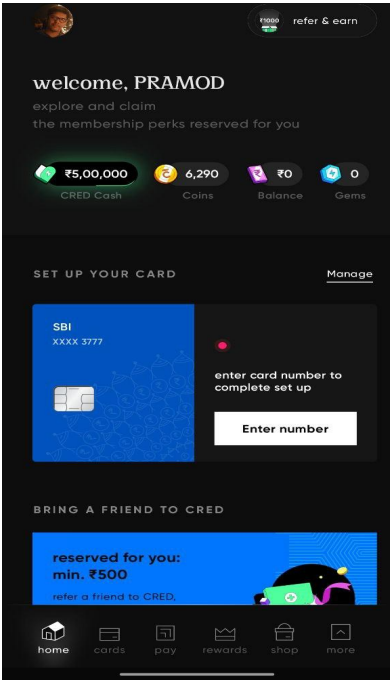 ₹1000 refer & earn
welcome, PRAMOD
explore and claim
the membership perks reserved for you
₹5,00,000 6,290 ₹0 0
CRED Cash Coins Balance Gems
SET UP YOUR CARD Manage
SBI
XXXX 3777
enter card number to
complete set up
Enter number
BRING A FRIEND TO CRED
reserved for you:
min. ₹500
refer a friend to CRED,
home cards pay rewards shop more